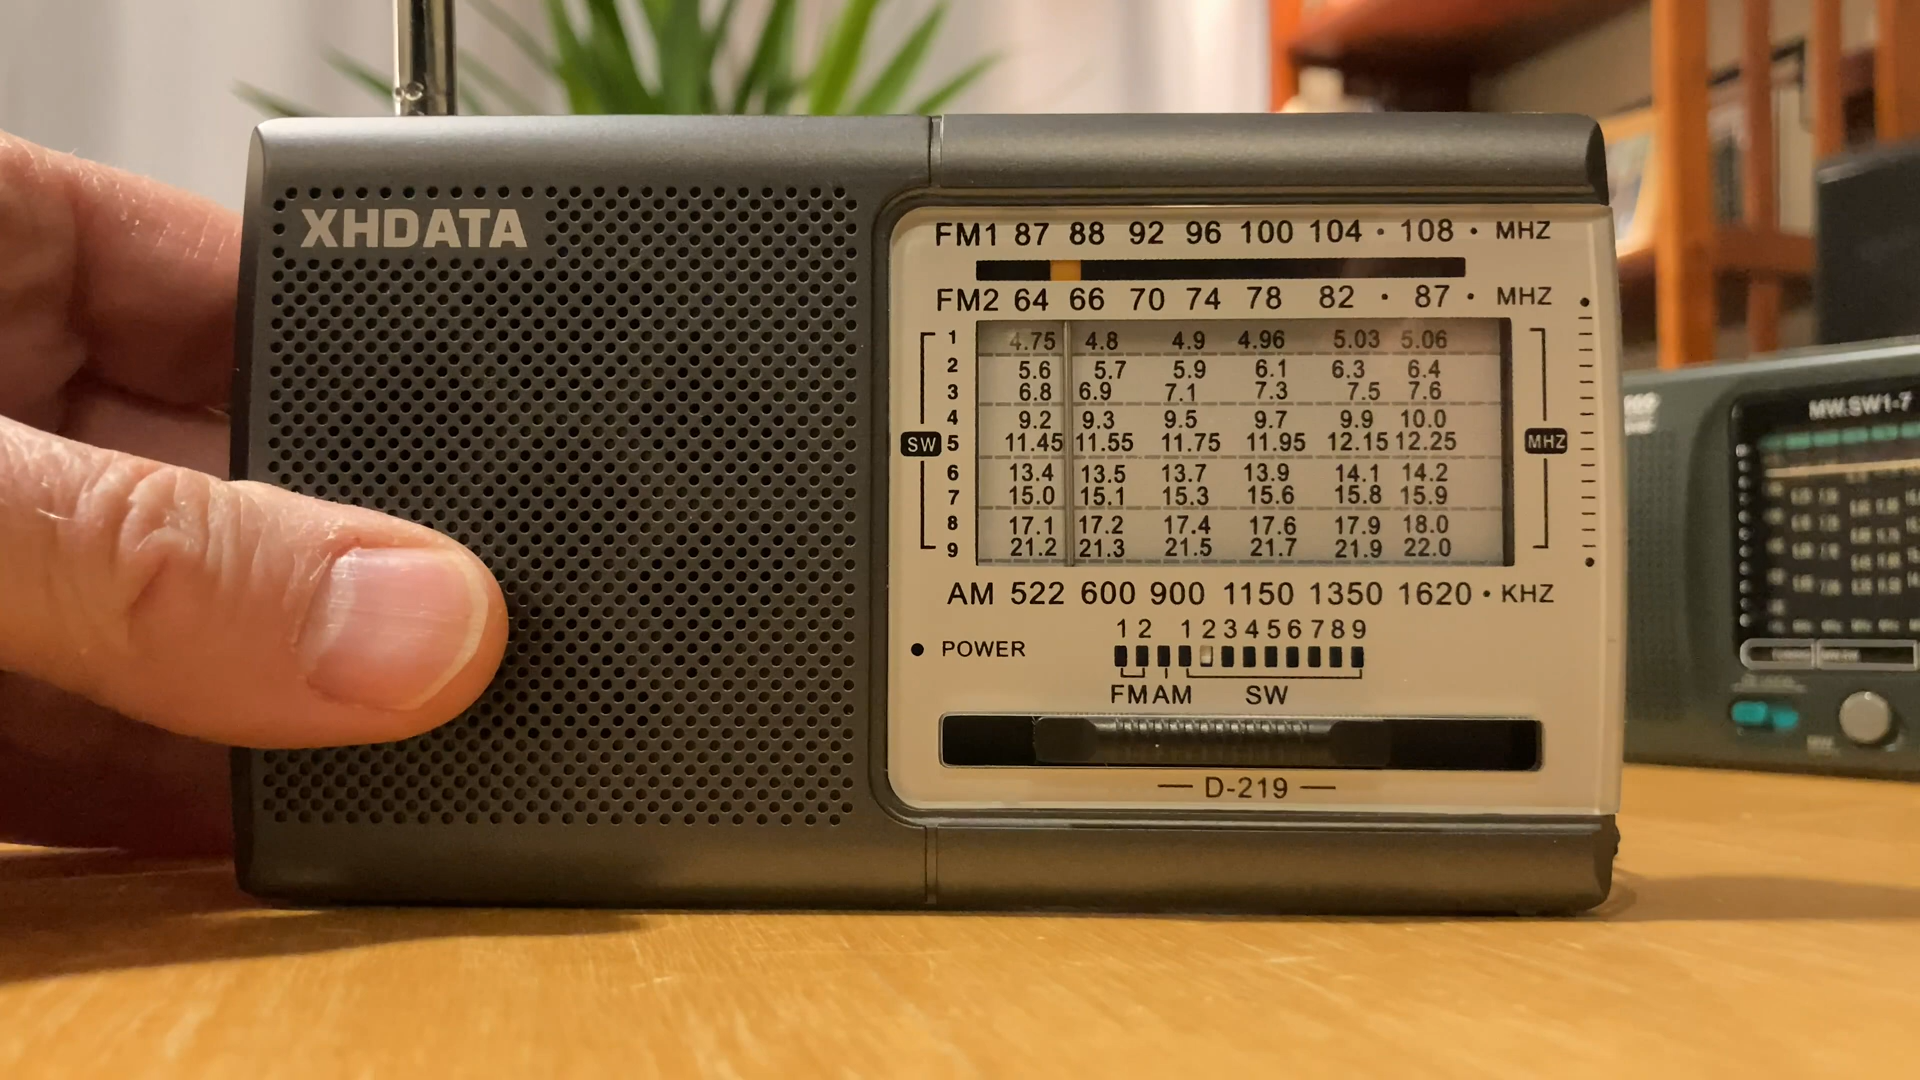 XHDATA
FM1 87 88 92 96 100 104 • 108 • MHZ
FM2 64 66 70 74 78 82 • 87 • MHZ
1 4.75 4.8 4.9 4.96 5.03 5.06
2 5.6 5.7 5.9 6.1 6.3 6.4
3 6.8 6.9 7.1 7.3 7.5 7.6
4 9.2 9.3 9.5 9.7 9.9 10.0
SW 5 11.45 11.55 11.75 11.95 12.15 12.25 MHZ
6 13.4 13.5 13.7 13.9 14.1 14.2
7 15.0 15.1 15.3 15.6 15.8 15.9
8 17.1 17.2 17.4 17.6 17.9 18.0
9 21.2 21.3 21.5 21.7 21.9 22.0
AM 522 600 900 1150 1350 1620 • KHZ
1 2 1 2 3 4 5 6 7 8 9
• POWER
FM AM SW
— D-219 —
MW.SW1-7